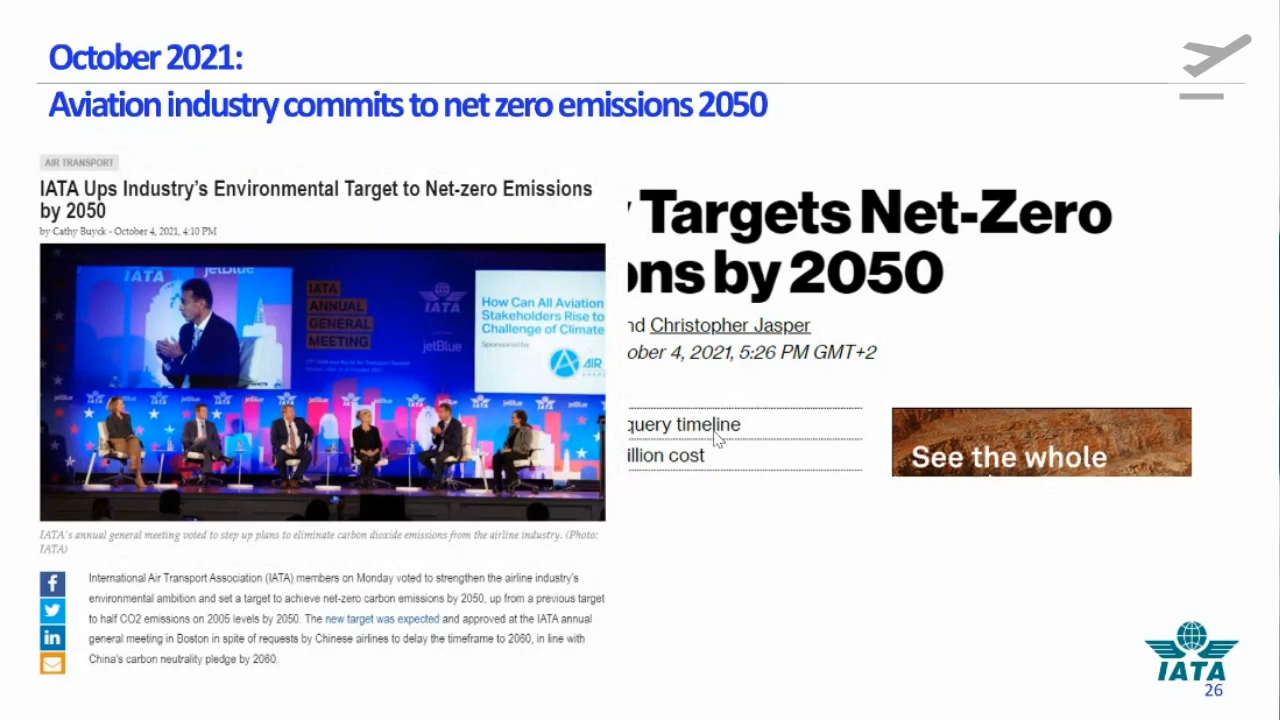 October 2021:
Aviation industry commits to net zero emissions 2050
AIR TRANSPORT
IATA Ups Industry's Environmental Target to Net-zero Emissions
by 2050
by Cathy Buyck - October 4, 2021, 4:10 PM
IATA
jetBlue
IATA
ANNUAL
GENERAL
MEETING
IATA
jetBlue
How Can All Aviation
Stakeholders Rise to
Challenge of Climate
Sponsored by
AIR
IATA's annual general meeting voted to step up plans to eliminate carbon dioxide emissions from the airline industry. (Photo:
IATA)
International Air Transport Association (IATA) members on Monday voted to strengthen the airline industry's
environmental ambition and set a target to achieve net-zero carbon emissions by 2050, up from a previous target
to half CO2 emissions on 2005 levels by 2050. The new target was expected and approved at the IATA annual
general meeting in Boston in spite of requests by Chinese airlines to delay the timeframe to 2060, in line with
China's carbon neutrality pledge by 2060.
Targets Net-Zero
ons by 2050
nd Christopher Jasper
ober 4, 2021, 5:26 PM GMT+2
query timeline
illion cost
See the whole
IATA
26